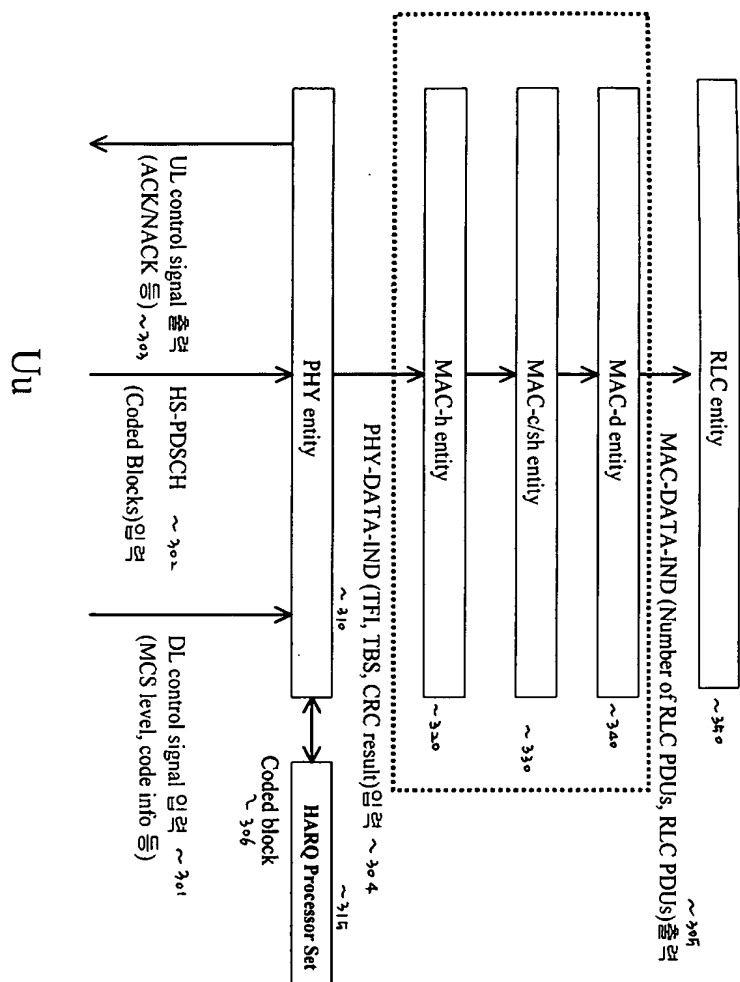 RLC entity
~350
MAC-DATA-IND (Number of RLC PDUs, RLC PDUs)출력
~305
MAC-d entity
~340
MAC-c/sh entity
~330
MAC-h entity
~320
PHY-DATA-IND (TFI, TBS, CRC result)입력 ~304
~310
~315
PHY entity
HARQ Processor Set
Coded block
~306
UL control signal 출력
(ACK/NACK 등) ~303
HS-PDSCH ~302
(Coded Blocks)입력
DL control signal 입력 ~301
(MCS level, code info 등)
Uu